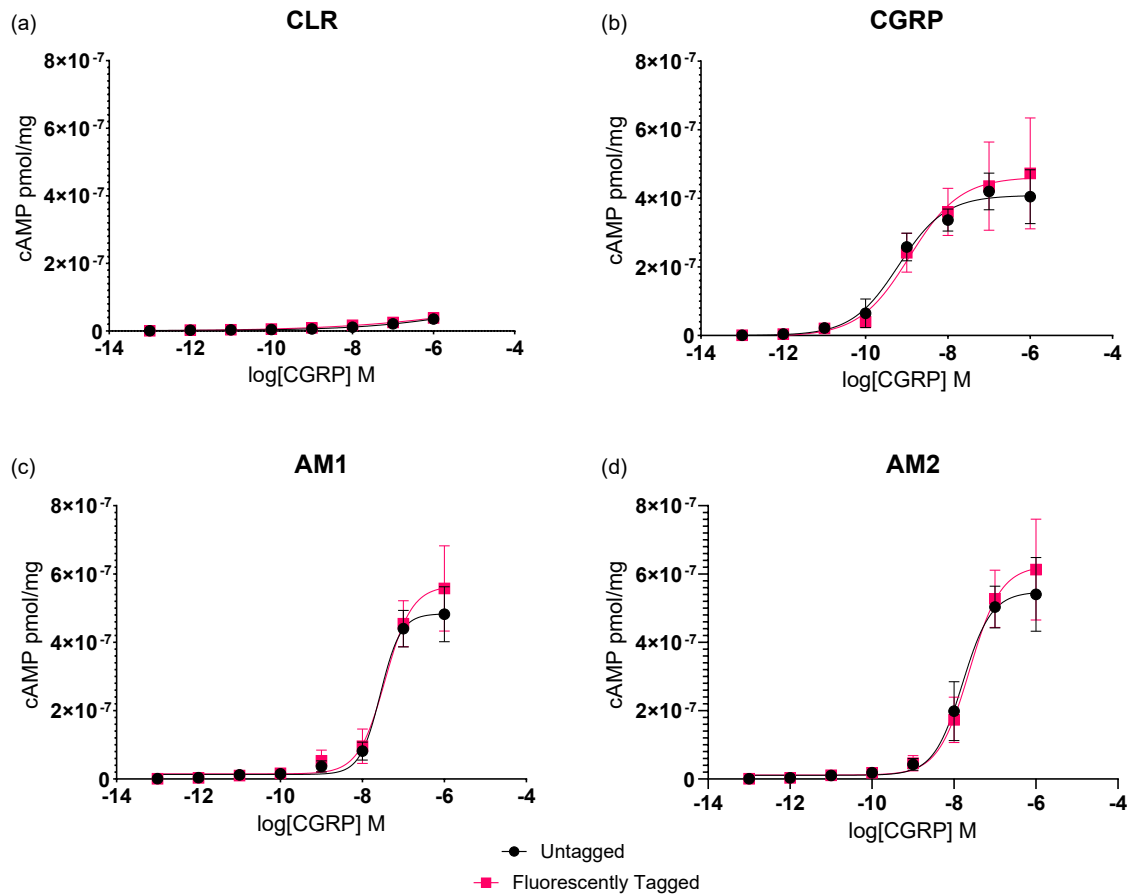 (a)
CLR
8×10⁻⁷
6×10⁻⁷
4×10⁻⁷
2×10⁻⁷
0
-14 -12 -10 -8 -6 -4
cAMP pmol/mg
log[CGRP] M
(b)
CGRP
8×10⁻⁷
6×10⁻⁷
4×10⁻⁷
2×10⁻⁷
0
-14 -12 -10 -8 -6 -4
cAMP pmol/mg
log[CGRP] M
(c)
AM1
8×10⁻⁷
6×10⁻⁷
4×10⁻⁷
2×10⁻⁷
0
-14 -12 -10 -8 -6 -4
cAMP pmol/mg
log[CGRP] M
(d)
AM2
8×10⁻⁷
6×10⁻⁷
4×10⁻⁷
2×10⁻⁷
0
-14 -12 -10 -8 -6 -4
cAMP pmol/mg
log[CGRP] M
Untagged
Fluorescently Tagged